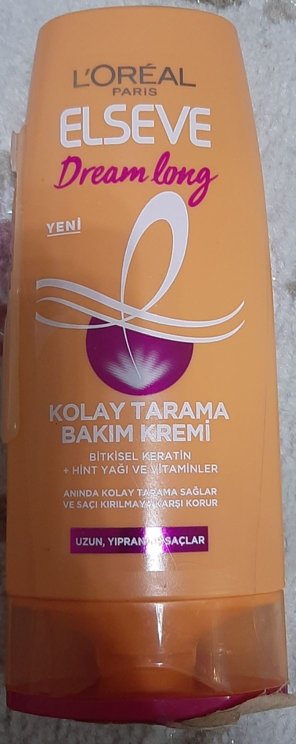 L'ORÉAL
PARIS
ELSEVE
Dream long
YENİ
KOLAY TARAMA
BAKIM KREMİ
BİTKİSEL KERATİN
+ HİNT YAĞI VE VİTAMİNLER
ANINDA KOLAY TARAMA SAĞLAR
VE SAÇI KIRILMAYA KARŞI KORUR
UZUN, SAÇLAR